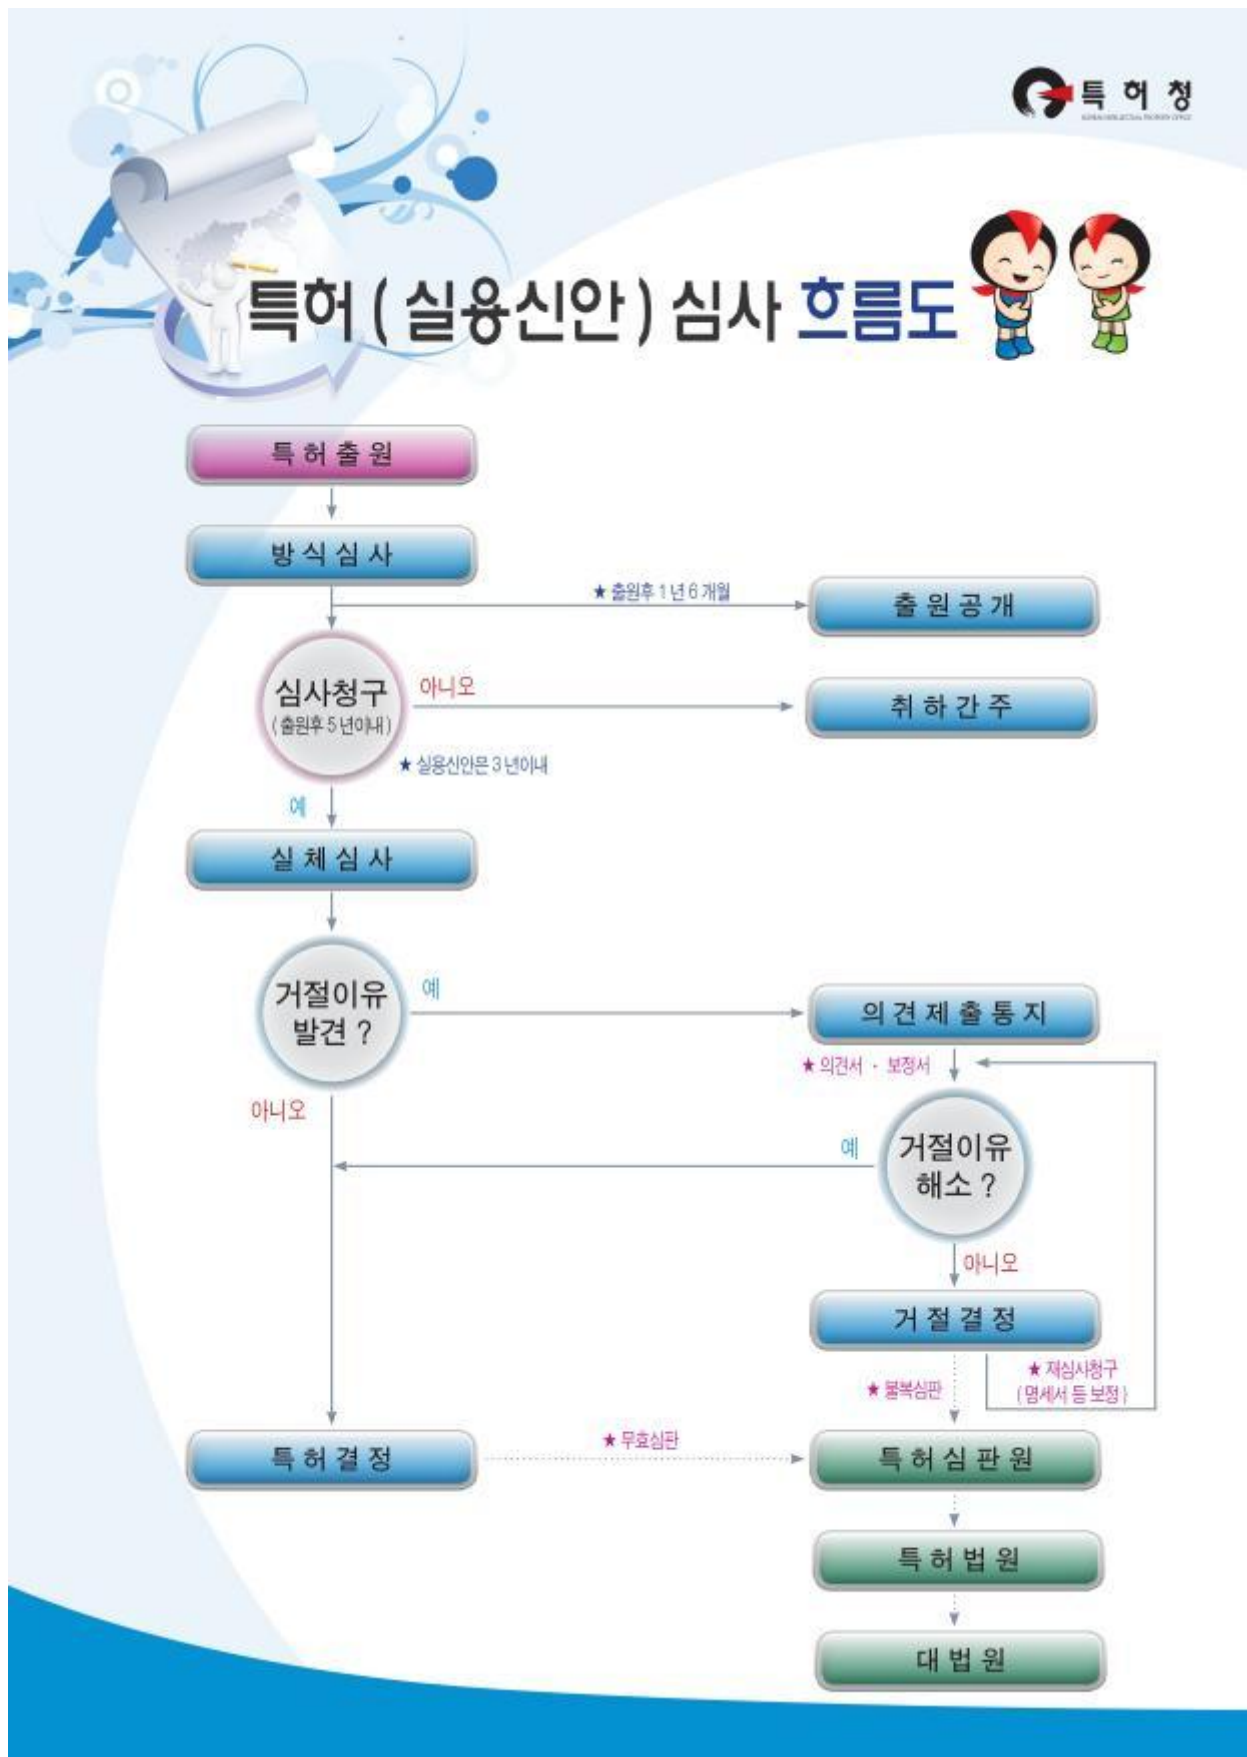 특허청
특허 ( 실용신안 ) 심사 흐름도
특허출원
방식심사
★ 출원후 1 년 6 개월
출원공개
심사청구
( 출원후 5 년이내 )
아니오
취하간주
★ 실용신안은 3 년이내
예
실체심사
거절이유
발견 ?
예
의견제출통지
★ 의견서 · 보정서
아니오
예
거절이유
해소 ?
아니오
거절결정
★ 불복심판
★ 재심사청구
( 명세서 등 보정 )
특허결정
★ 무효심판
특허심판원
특허법원
대법원